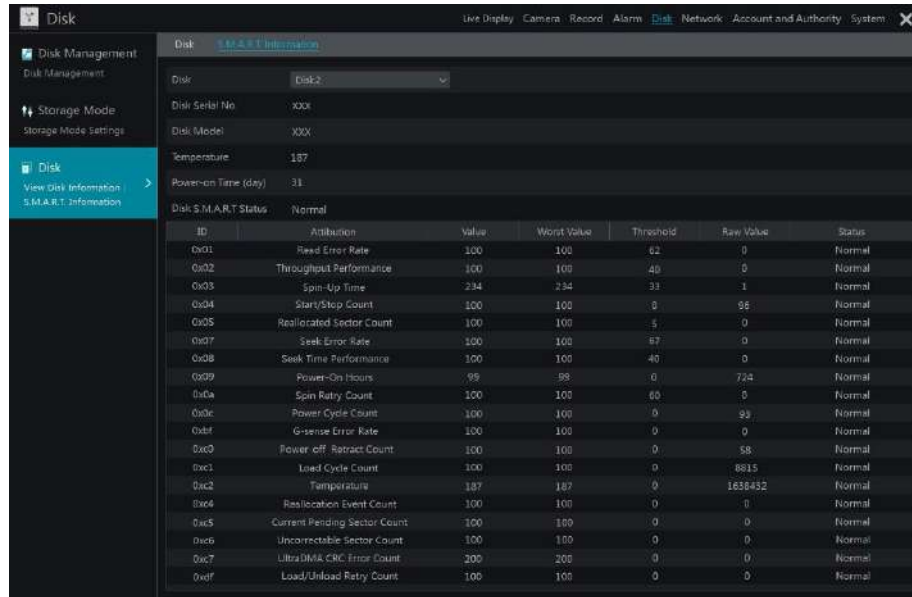 Disk Live Display Camera Record Alarm Disk Network Account and Authority System X
Disk Management
Disk Management
Storage Mode
Storage Mode Settings
Disk
View Disk Information
S.M.A.R.T. Information
Disk S.M.A.R.T Information
Disk Disk2
Disk Serial No XXX
Disk Model XXX
Temperature 187
Power-on Time (day) 31
Disk S.M.A.R.T Status Normal
ID Attibution Value Worst Value Threshold Raw Value Status
0x01 Read Error Rate 100 100 62 0 Normal
0x02 Throughput Performance 100 100 40 0 Normal
0x03 Spin-Up Time 234 234 33 1 Normal
0x04 Start/Stop Count 100 100 0 96 Normal
0x05 Reallocated Sector Count 100 100 5 0 Normal
0x07 Seek Error Rate 100 100 67 0 Normal
0x08 Seek Time Performance 100 100 40 0 Normal
0x09 Power-On Hours 99 99 0 724 Normal
0x0a Spin Retry Count 100 100 60 0 Normal
0x0c Power Cycle Count 100 100 0 93 Normal
0xbf G-sense Error Rate 100 100 0 0 Normal
0xc0 Power-off Retract Count 100 100 0 58 Normal
0xc1 Load Cycle Count 100 100 0 8815 Normal
0xc2 Temperature 187 187 0 1638432 Normal
0xc4 Reallocation Event Count 100 100 0 0 Normal
0xc5 Current Pending Sector Count 100 100 0 0 Normal
0xc6 Uncorrectable Sector Count 100 100 0 0 Normal
0xc7 UltraDMA CRC Error Count 200 200 0 0 Normal
0xdf Load/Unload Retry Count 100 100 0 0 Normal